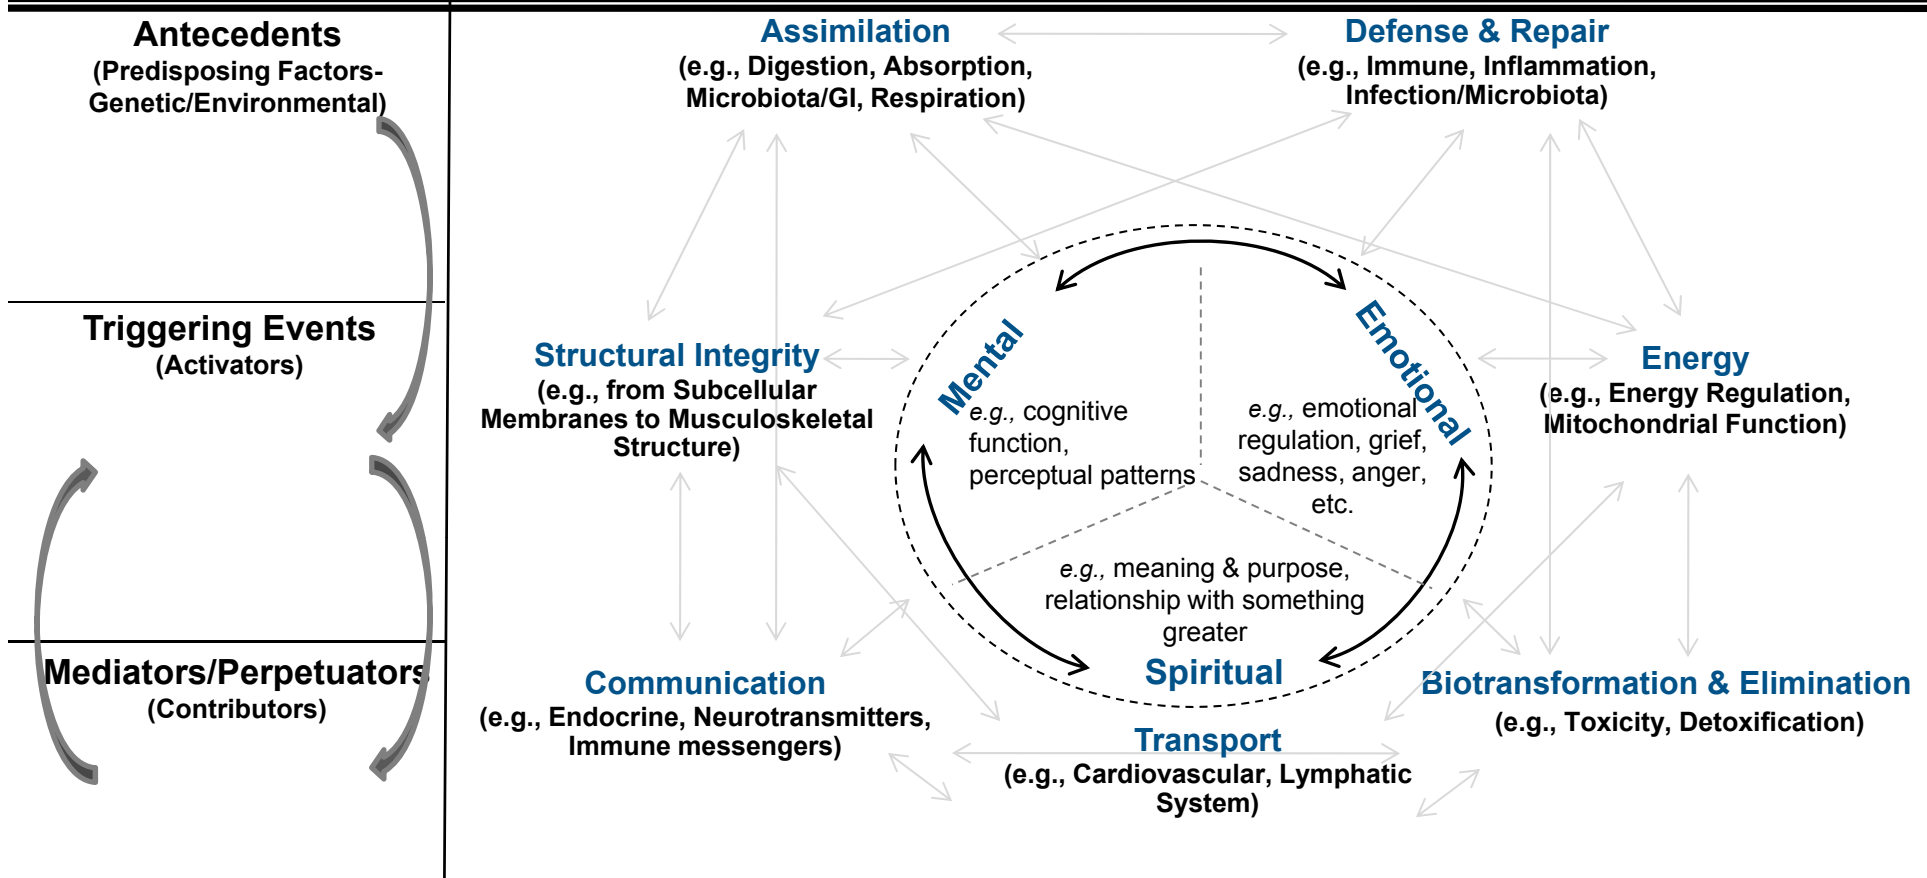 Antecedents
(Predisposing Factors-
Genetic/Environmental)
Triggering Events
(Activators)
Mediators/Perpetuators
(Contributors)
Assimilation
(e.g., Digestion, Absorption,
Microbiota/GI, Respiration)
Defense & Repair
(e.g., Immune, Inflammation,
Infection/Microbiota)
Structural Integrity
(e.g., from Subcellular
Membranes to Musculoskeletal
Structure)
Mental
e.g., cognitive
function,
perceptual patterns
Emotional
e.g., emotional
regulation, grief,
sadness, anger,
etc.
Energy
(e.g., Energy Regulation,
Mitochondrial Function)
e.g., meaning & purpose,
relationship with something
greater
Spiritual
Communication
(e.g., Endocrine, Neurotransmitters,
Immune messengers)
Transport
(e.g., Cardiovascular, Lymphatic
System)
Biotransformation & Elimination
(e.g., Toxicity, Detoxification)